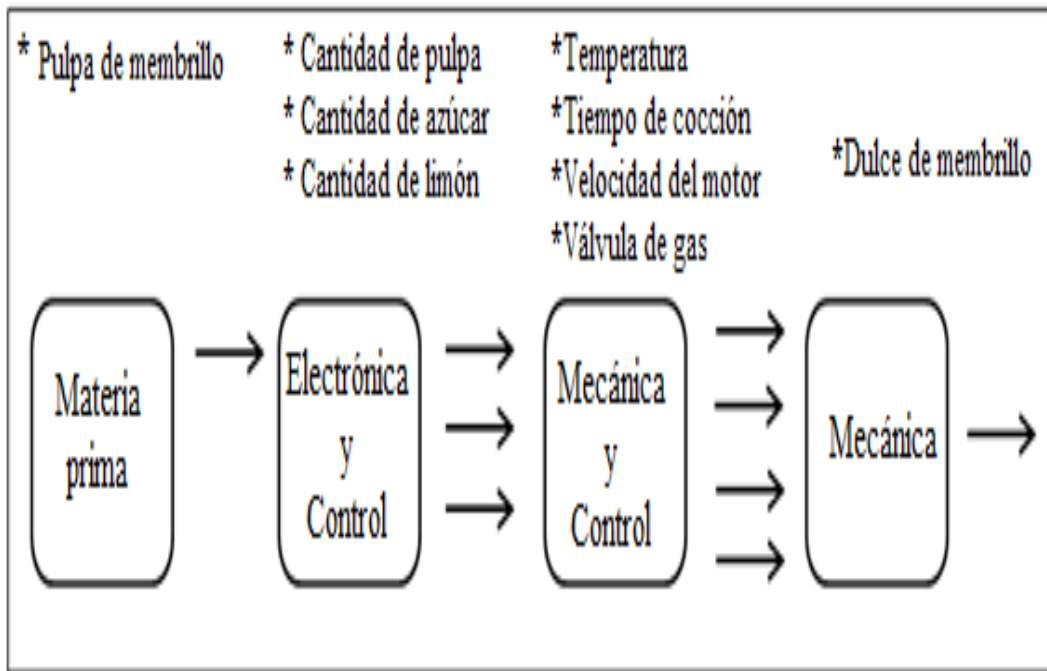 * Pulpa de membrillo
* Cantidad de pulpa
* Cantidad de azúcar
* Cantidad de limón
*Temperatura
*Tiempo de cocción
*Velocidad del motor
*Válvula de gas
*Dulce de membrillo
Materia
prima
Electrónica
y
Control
Mecánica
y
Control
Mecánica